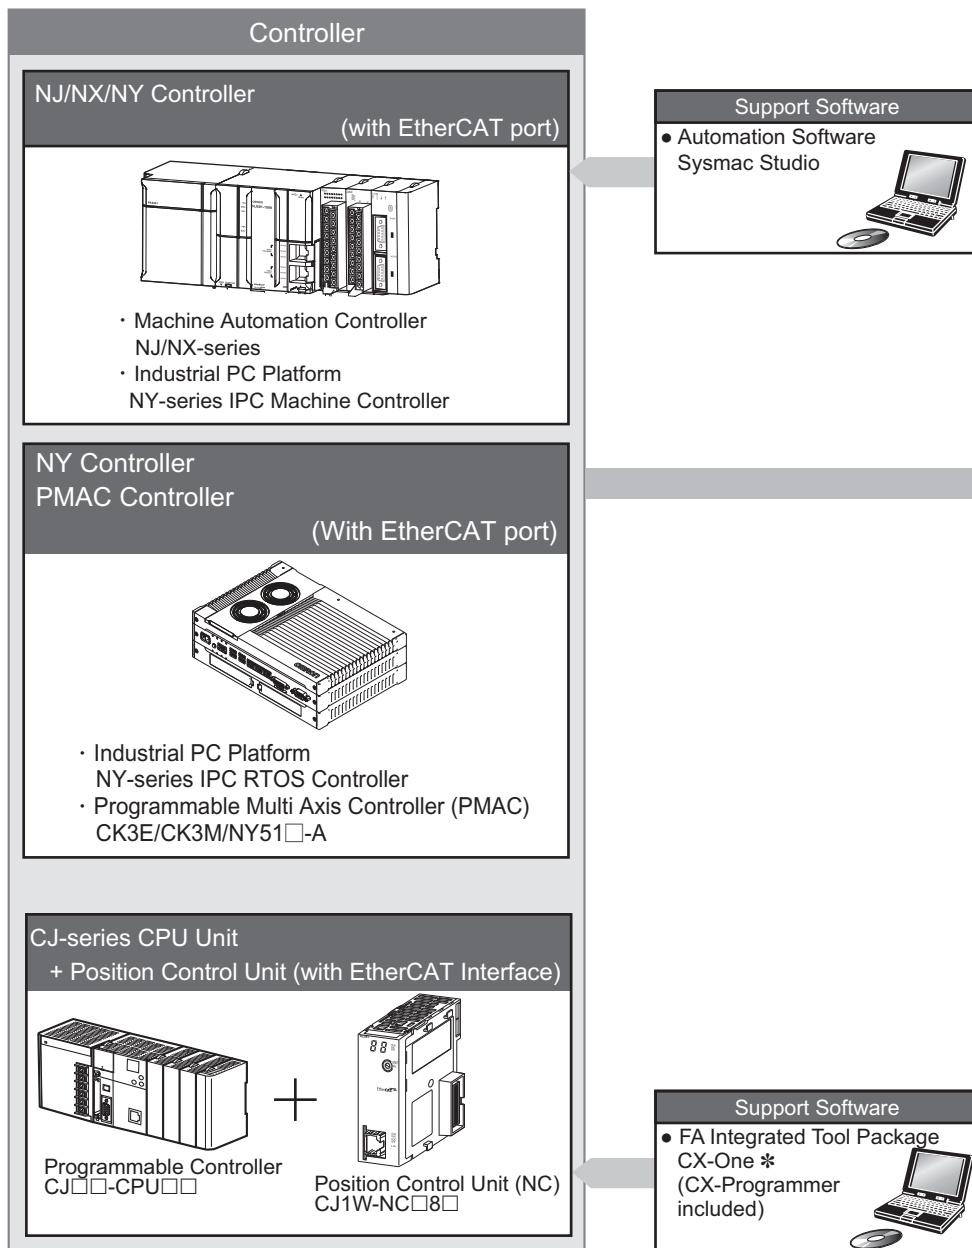 Controller
NJ/NX/NY Controller
(with EtherCAT port)
・Machine Automation Controller
NJ/NX-series
・Industrial PC Platform
NY-series IPC Machine Controller
Support Software
● Automation Software
Sysmac Studio
NY Controller
PMAC Controller
(With EtherCAT port)
・Industrial PC Platform
NY-series IPC RTOS Controller
・Programmable Multi Axis Controller (PMAC)
CK3E/CK3M/NY51□-A
CJ-series CPU Unit
+ Position Control Unit (with EtherCAT Interface)
Programmable Controller
CJ□□-CPU□□
+
Position Control Unit (NC)
CJ1W-NC□8□
Support Software
● FA Integrated Tool Package
CX-One ✻
(CX-Programmer
included)